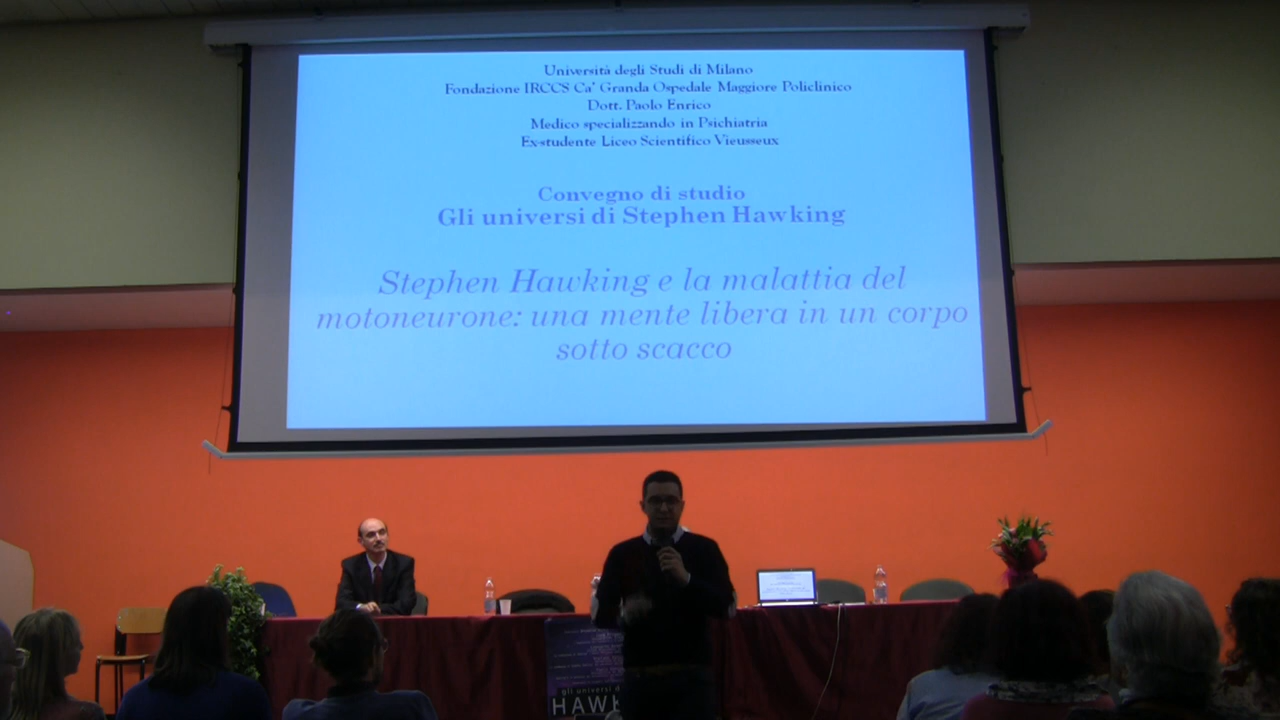 Università degli Studi di Milano
Fondazione IRCCS Ca' Granda Ospedale Maggiore Policlinico
Dott. Paolo Enrico
Medico specializzando in Psichiatria
Ex-studente Liceo Scientifico Vieusseux
Convegno di studio
Gli universi di Stephen Hawking
Stephen Hawking e la malattia del
motoneurone: una mente libera in un corpo
sotto scacco
gli universi d
HAWK